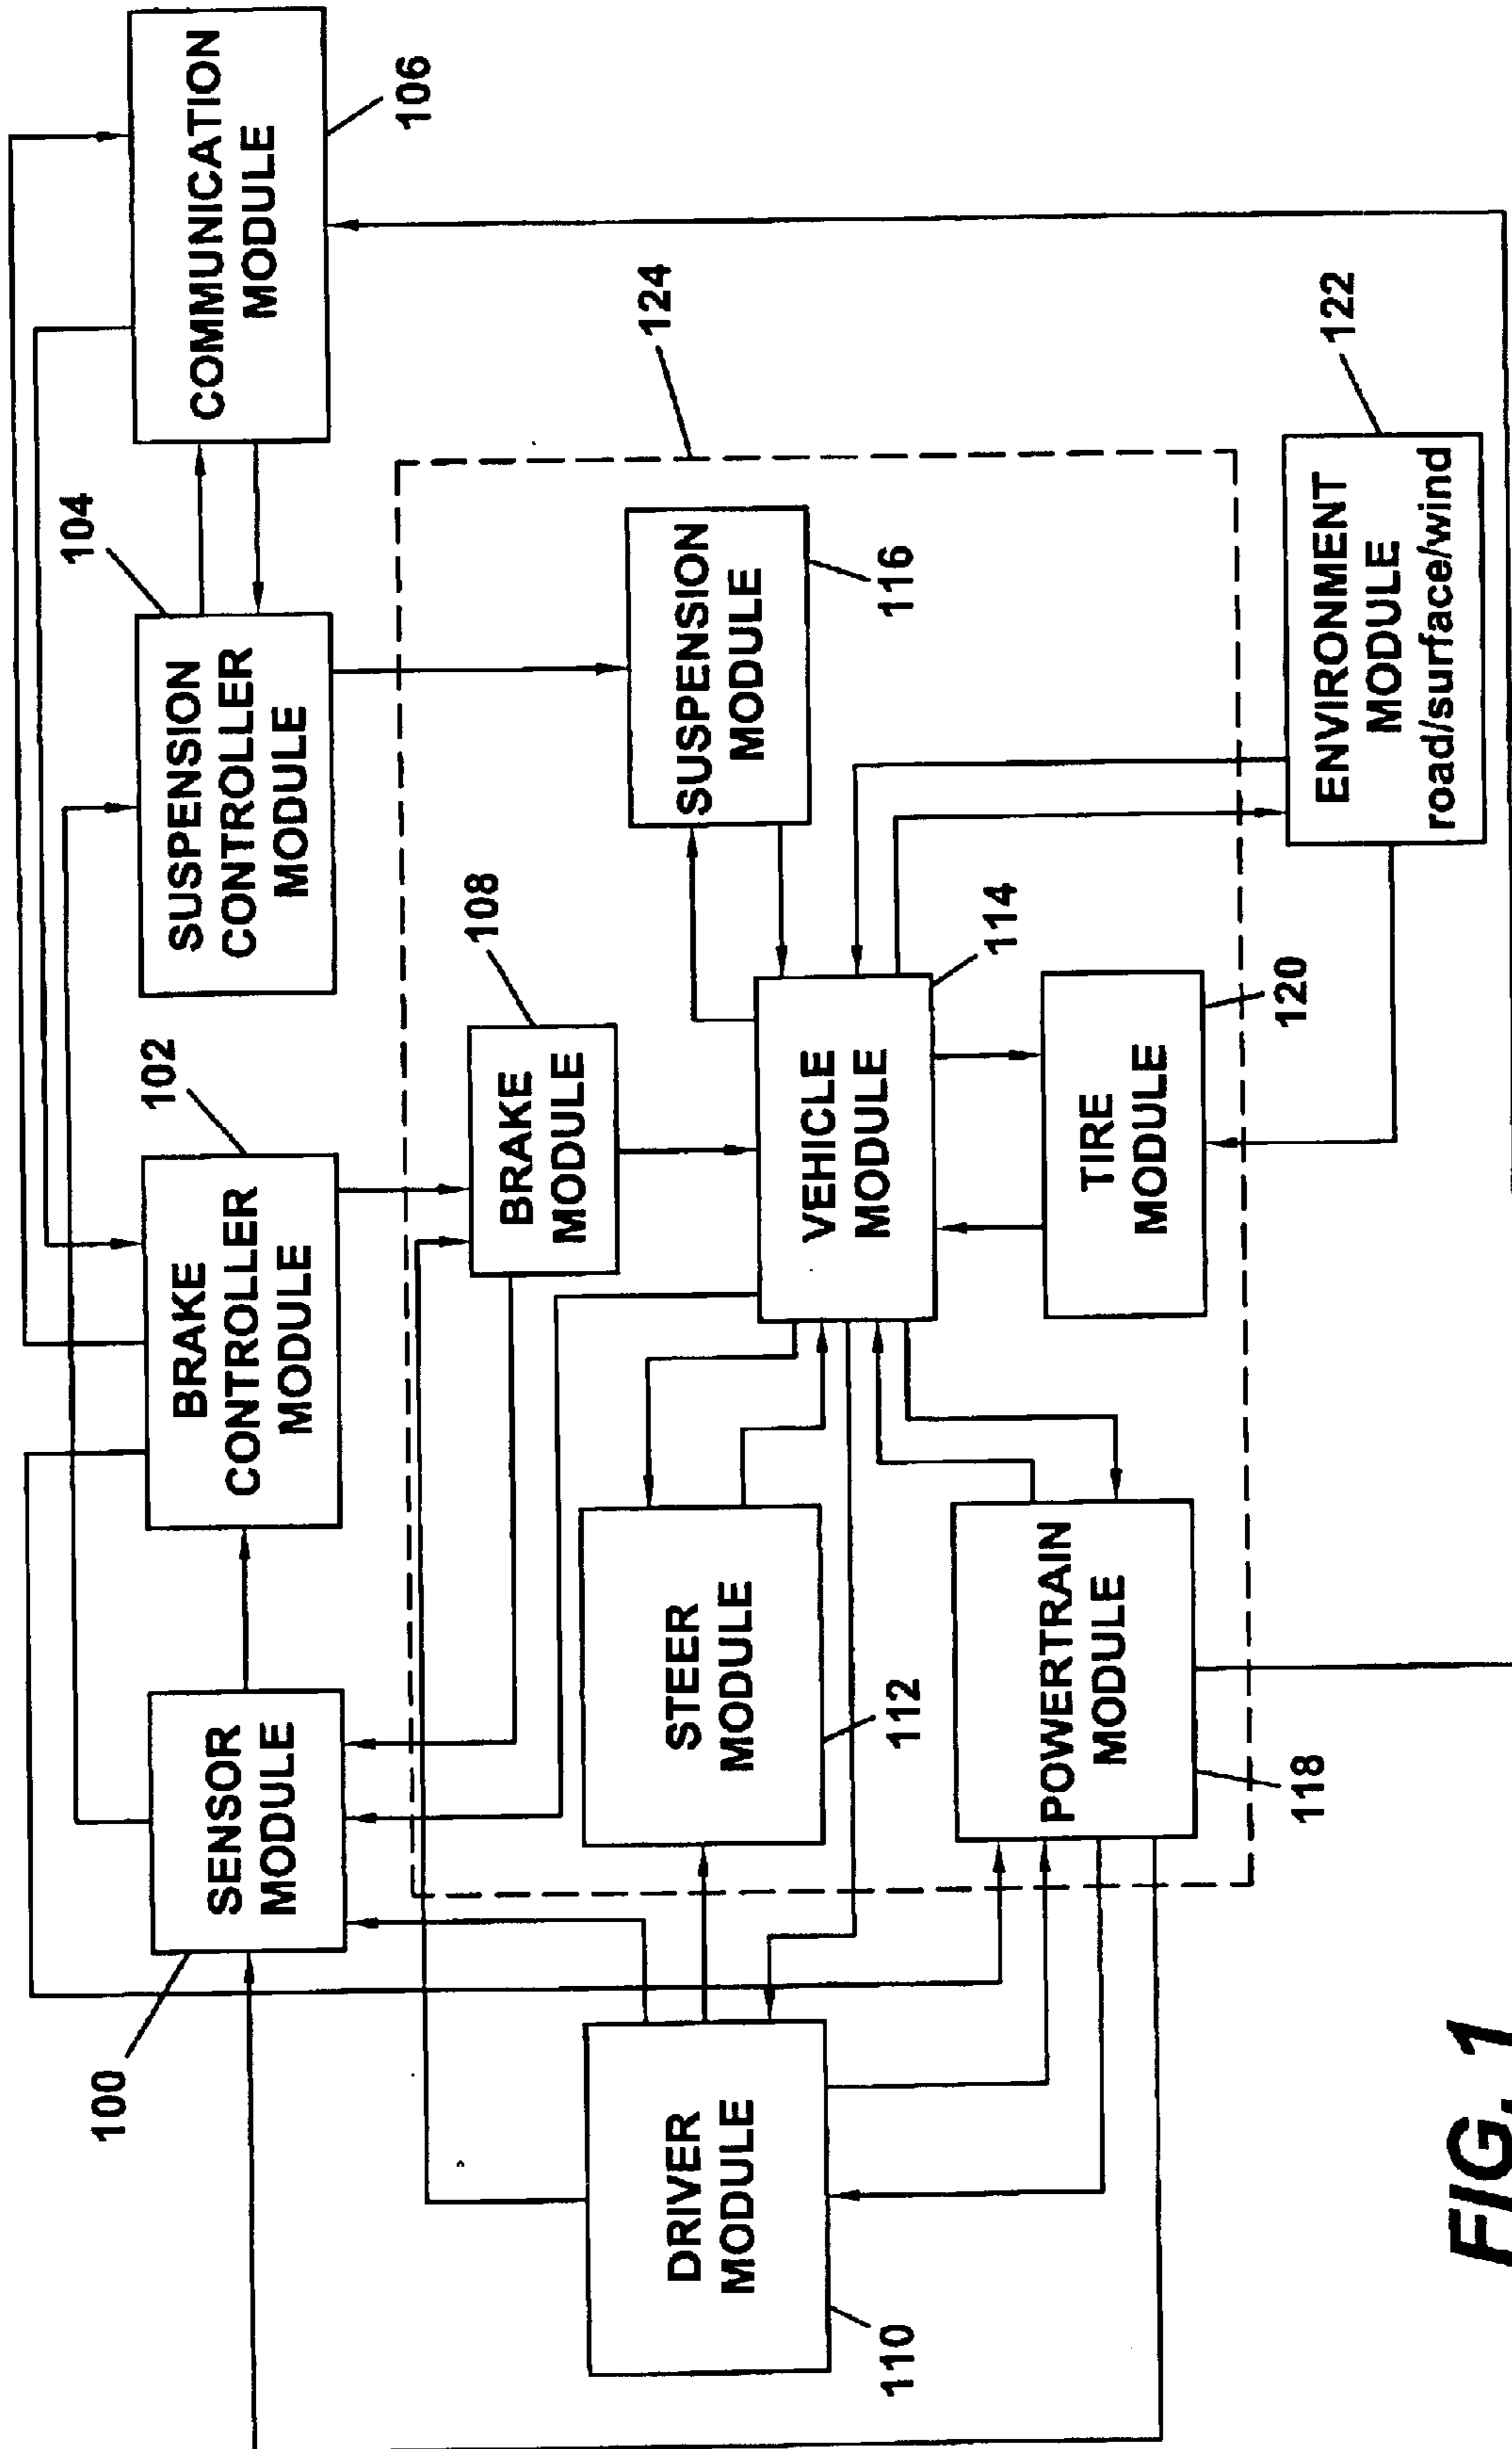 SENSOR
MODULE
100
BRAKE
CONTROLLER
MODULE
102
SUSPENSION
CONTROLLER
MODULE
104
COMMUNICATION
MODULE
106
BRAKE
MODULE
108
124
DRIVER
MODULE
110
STEER
MODULE
112
VEHICLE
MODULE
114
SUSPENSION
MODULE
116
POWERTRAIN
MODULE
118
TIRE
MODULE
120
ENVIRONMENT
MODULE
road/surface/wind
122
FIG. 1